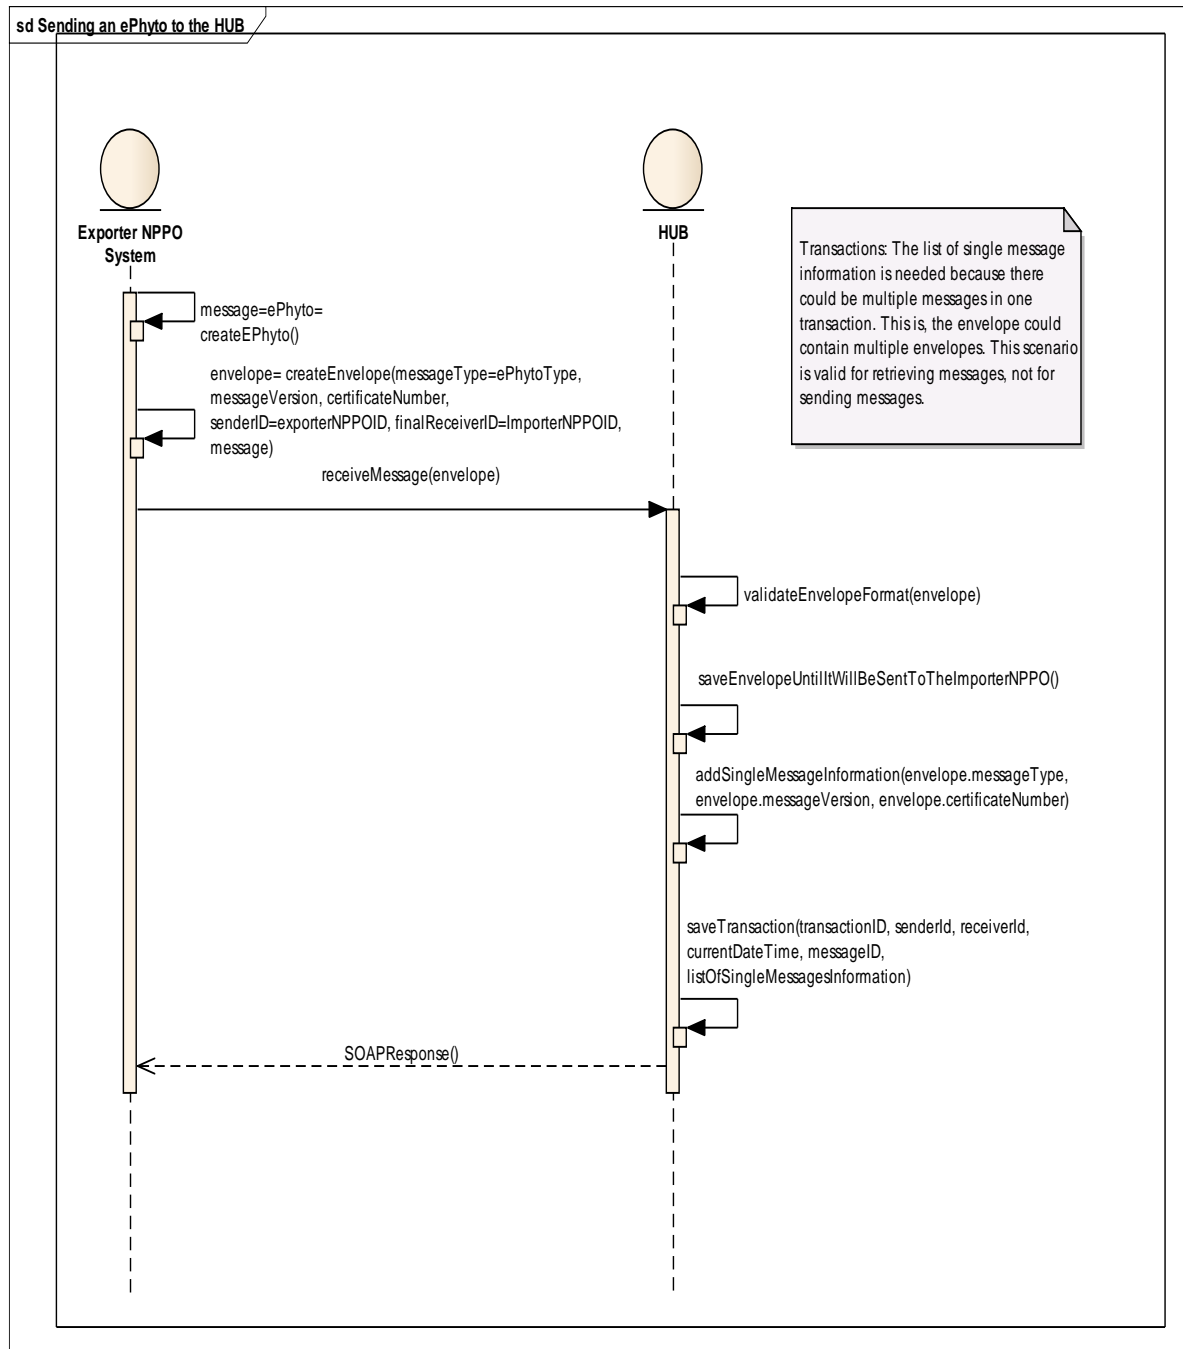 sd Sending an ePhyto to the HUB
Exporter NPPO
System
HUB
Transactions: The list of single message
information is needed because there
could be multiple messages in one
transaction. This is, the envelope could
contain multiple envelopes. This scenario
is valid for retrieving messages, not for
sending messages.
message=ePhyto=
createEPhyto()
envelope= createEnvelope(messageType=ePhytoType,
messageVersion, certificateNumber,
senderID=exporterNPPOID, finalReceiverID=ImporterNPPOID,
message)
receiveMessage(envelope)
validateEnvelopeFormat(envelope)
saveEnvelopeUntilItWillBeSentToTheImporterNPPO()
addSingleMessageInformation(envelope.messageType,
envelope.messageVersion, envelope.certificateNumber)
saveTransaction(transactionID, senderId, receiverId,
currentDateTime, messageID,
listOfSingleMessagesInformation)
SOAPResponse()